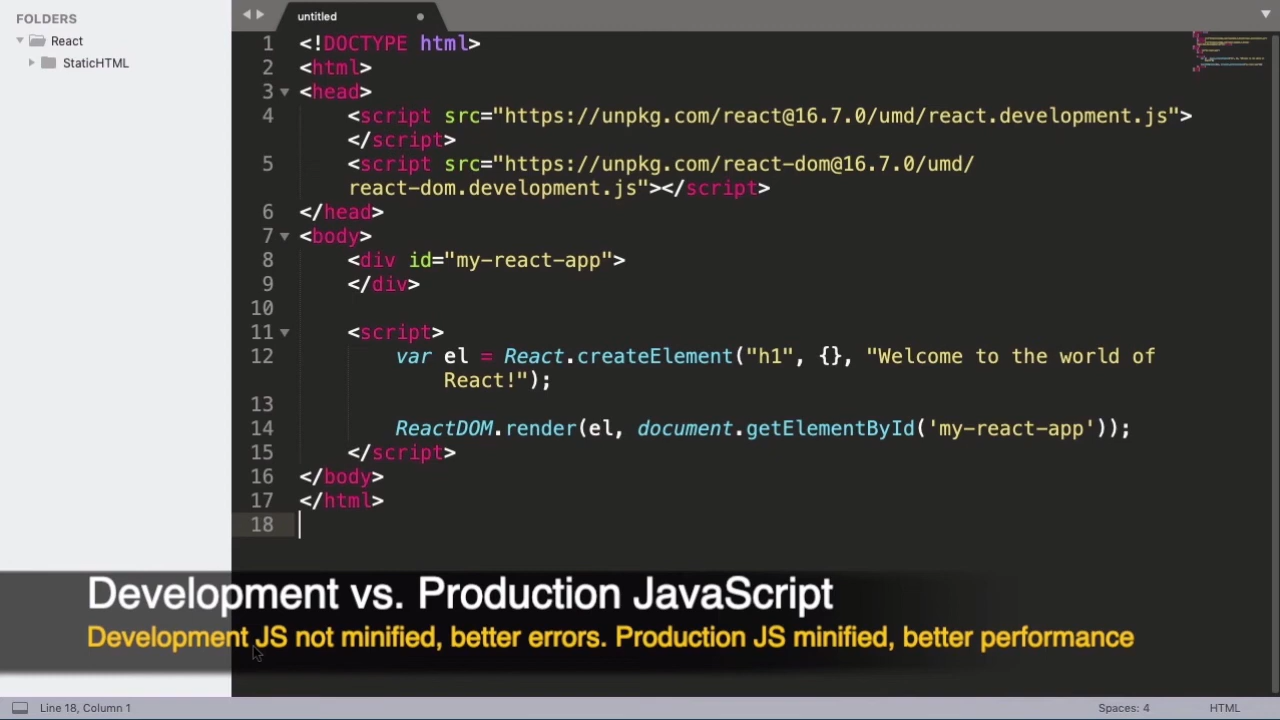 FOLDERS
React
StaticHTML
untitled
1 <!DOCTYPE html>
2 <html>
3 <head>
4 <script src="https://unpkg.com/react@16.7.0/umd/react.development.js">
</script>
5 <script src="https://unpkg.com/react-dom@16.7.0/umd/
react-dom.development.js"></script>
6 </head>
7 <body>
8 <div id="my-react-app">
9 </div>
10
11 <script>
12 var el = React.createElement("h1", {}, "Welcome to the world of
React!");
13
14 ReactDOM.render(el, document.getElementById('my-react-app'));
15 </script>
16 </body>
17 </html>
18
Development vs. Production JavaScript
Development JS not minified, better errors. Production JS minified, better performance
Line 18, Column 1
Spaces: 4
HTML